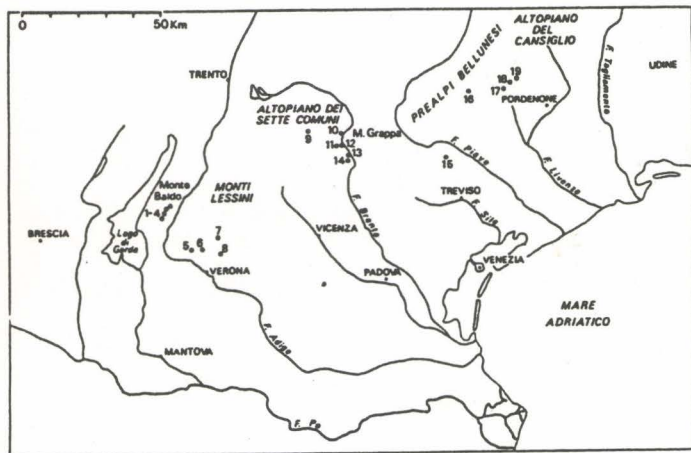 0 50 Km
ALTOPIANO
DEL
CANSIGLIO
F. Tagliamento
UDINE
TRENTO
PREALPI BELLUNESI
18 19
17
16
PORDENONE
ALTOPIANO DEI
SETTE COMUNI
10
M. Grappa
9
11 12
13
14
15
F. Piave
F. Livenza
Monte
Baldo
1-4
MONTI
LESSINI
TREVISO
F. Sile
BRESCIA
Lago
di
Garda
7
5 6 8
VICENZA
F. Brenta
VERONA
PADOVA
VENEZIA
MARE
ADRIATICO
MANTOVA
F. Adige
F. Po